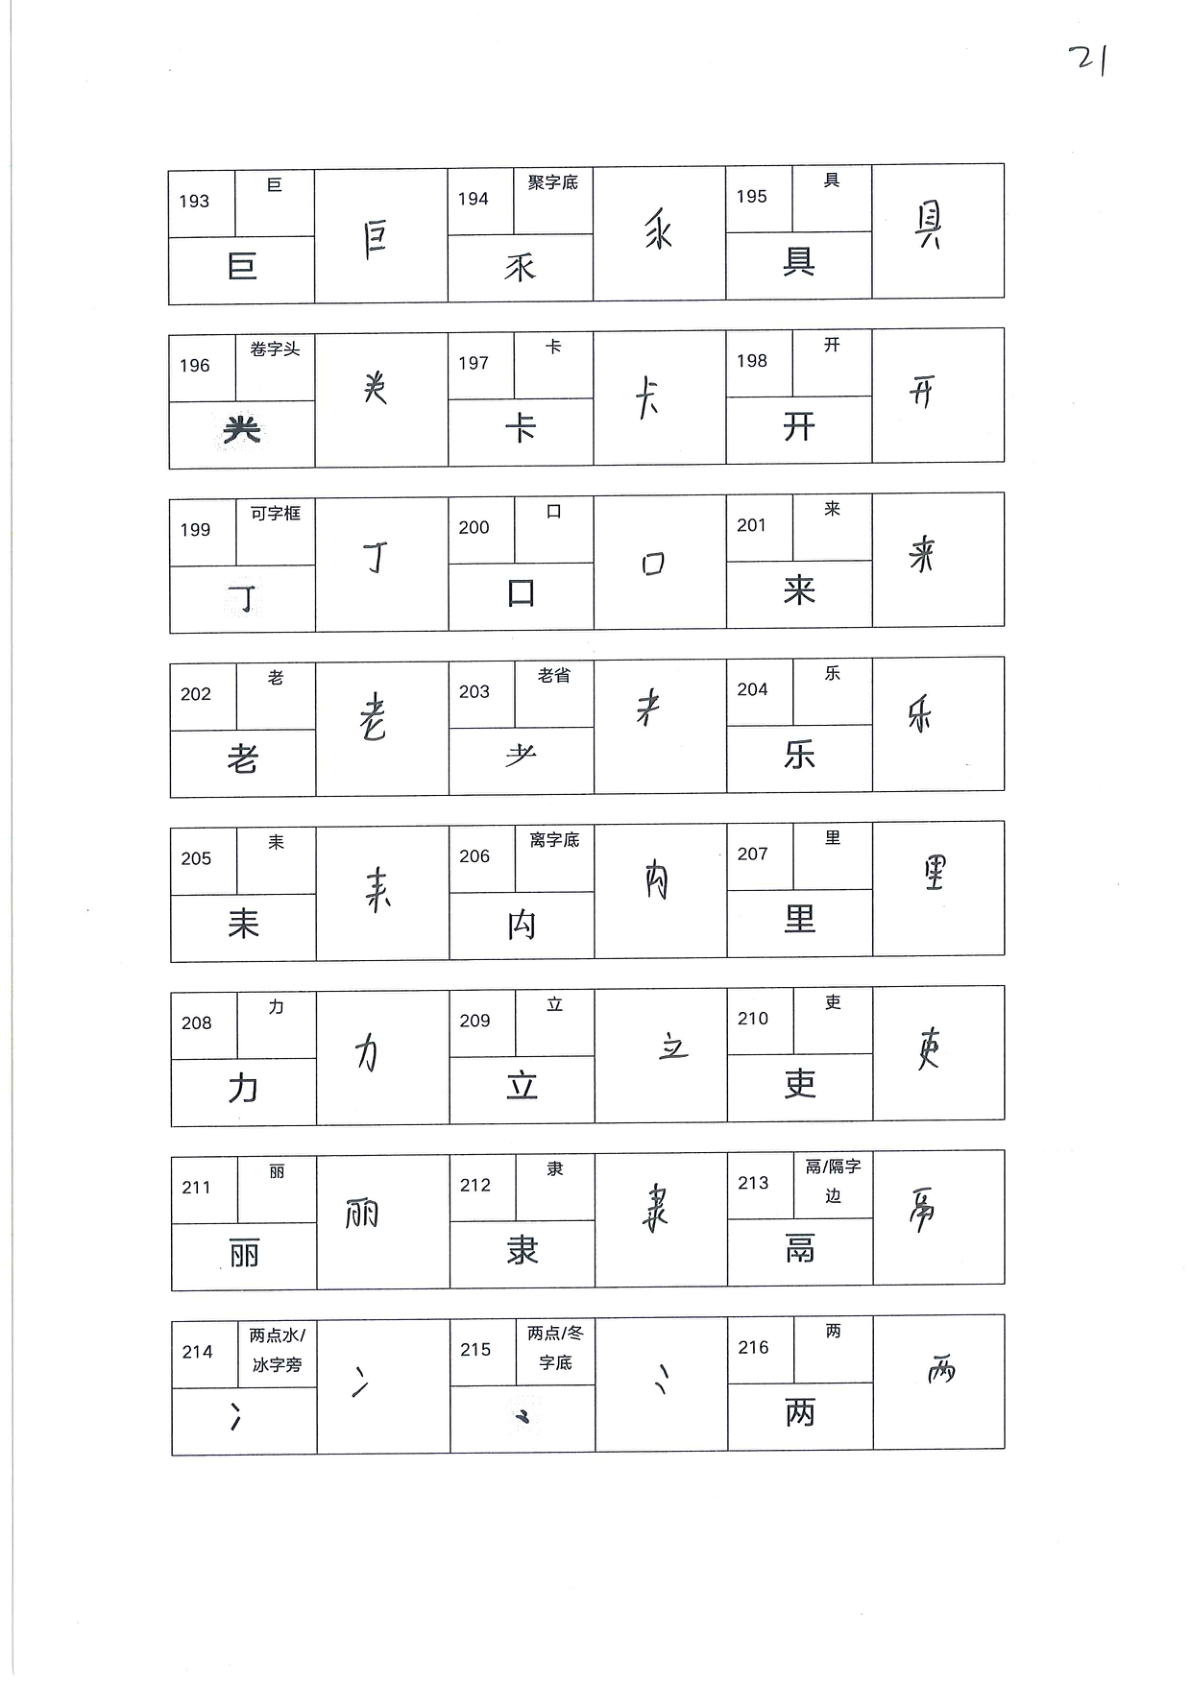 21
193 巨 巨 巨 194 聚字底 乑 乑 195 具 具 具
196 卷字头 龹 龹 197 卡 卡 卡 198 开 开 开
199 可字框 丁 丁 200 口 口 口 201 来 来 来
202 老 老 老 203 老省 耂 耂 204 乐 乐 乐
205 耒 耒 耒 206 离字底 禸 禸 207 里 里 里
208 力 力 力 209 立 立 立 210 吏 吏 吏
211 丽 丽 丽 212 隶 隶 隶 213 鬲/隔字
边 鬲 鬲
214 两点水/
冰字旁 冫 冫 215 两点/冬
字底 ⺀ ⺀ 216 两 两 两